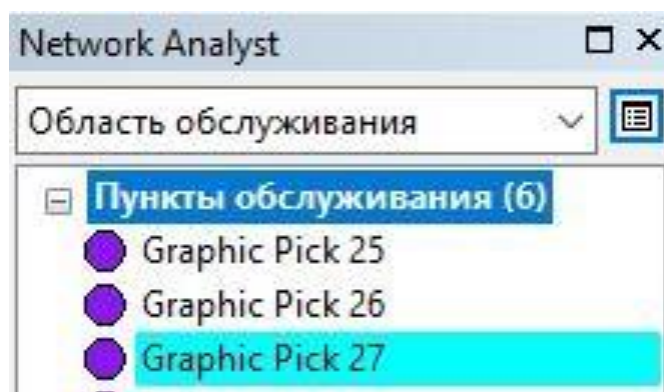 Network Analyst
Область обслуживания
Пункты обслуживания (6)
Graphic Pick 25
Graphic Pick 26
Graphic Pick 27